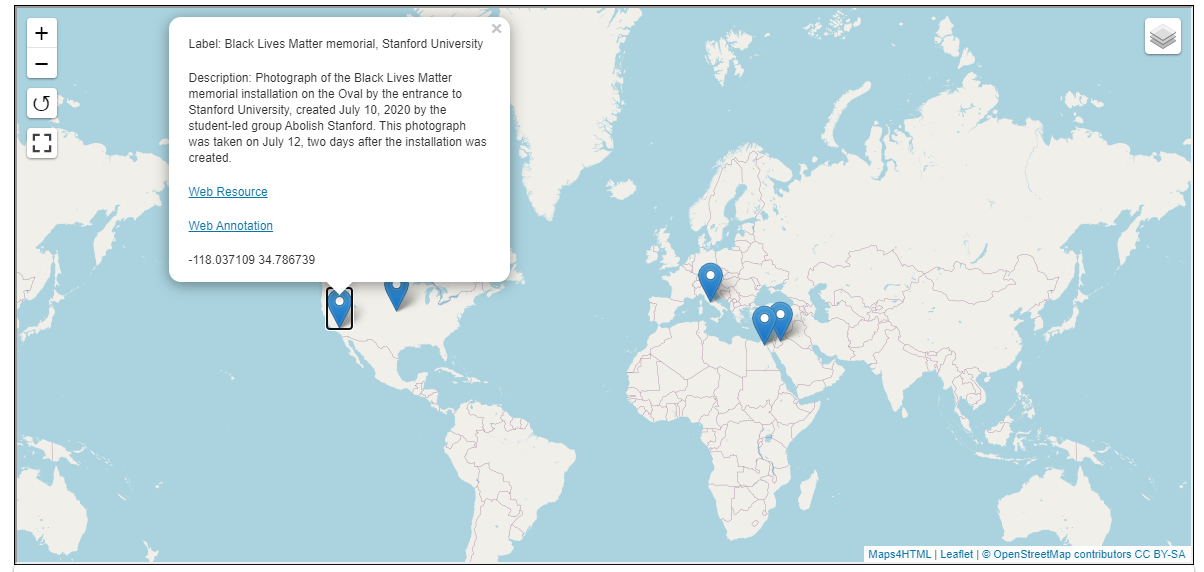 +
−
×
Label: Black Lives Matter memorial, Stanford University
Description: Photograph of the Black Lives Matter
memorial installation on the Oval by the entrance to
Stanford University, created July 10, 2020 by the
student-led group Abolish Stanford. This photograph
was taken on July 12, two days after the installation was
created.
Web Resource
Web Annotation
-118.037109 34.786739
Maps4HTML | Leaflet | © OpenStreetMap contributors CC BY-SA